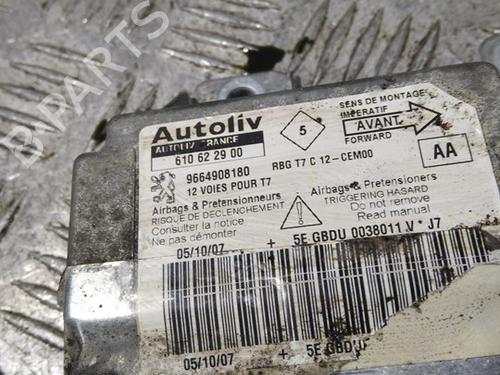 B-PARTS
Autoliv
AUTOLIV FRANCE
610 62 29 00
9664908180
12 VOIES POUR T7
Airbags & Pretensionneurs
RISQUE DE DECLENCHEMENT
Consulter la notice
Ne pas démonter
5
SENS DE MONTAGE
IMPERATIF
AVANT
FORWARD
RBG T7 C 12-CEM00
AA
Airbags & Pretensioners
TRIGGERING HASARD
Do not remove
Read manual
05/10/07 + 5E GBDU 0038011 V * J7
05/10/07 + 5E GBDU